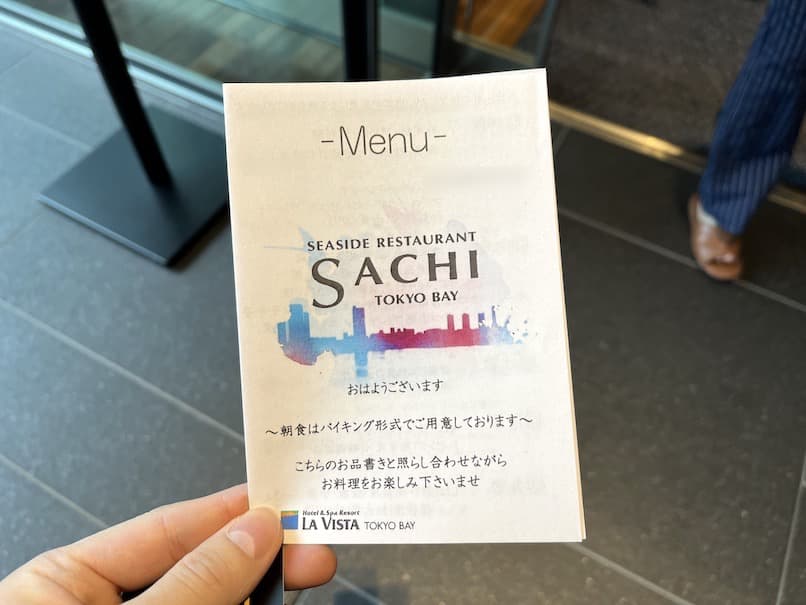 -Menu-
SEASIDE RESTAURANT
SACHI
TOKYO BAY
おはようございます
～朝食はバイキング形式でご用意しております～
こちらのお品書きと照らし合わせながら
お料理をお楽しみ下さいませ
Hotel & Spa Resort
LA VISTA TOKYO BAY